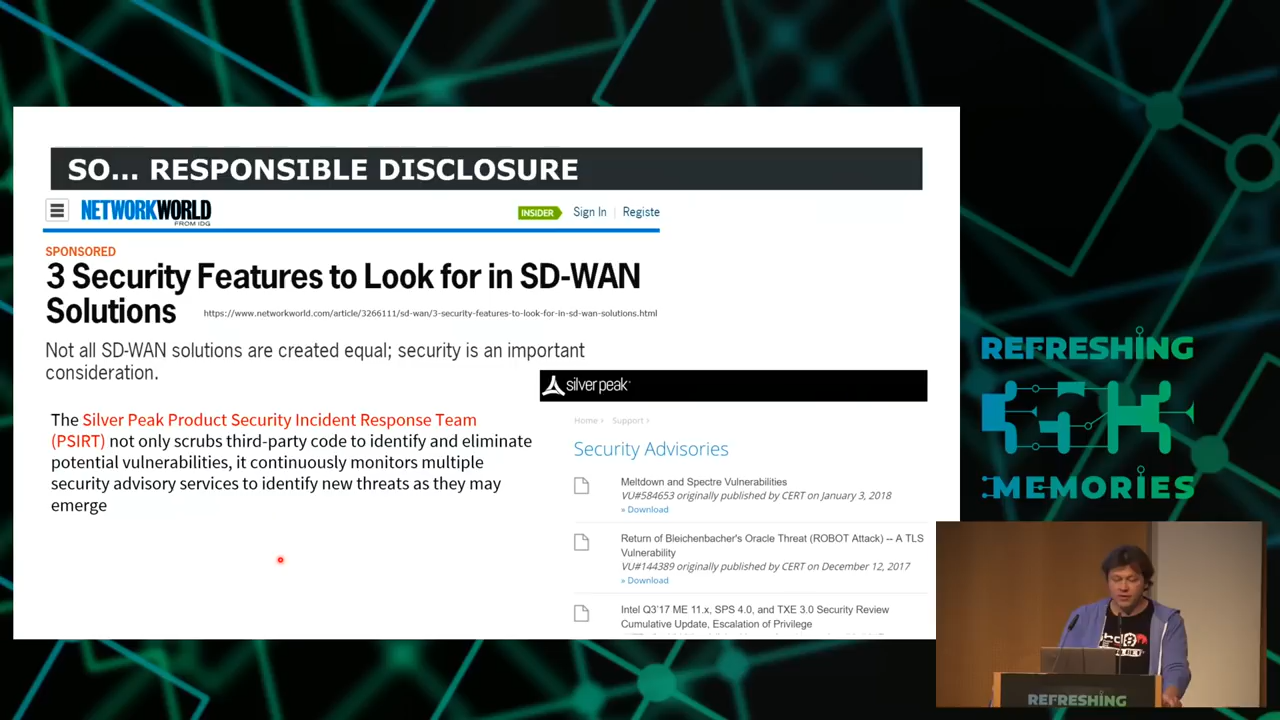 SO... RESPONSIBLE DISCLOSURE
NETWORKWORLD
FROM IDG
INSIDER
Sign In | Registe
SPONSORED
3 Security Features to Look for in SD-WAN
Solutions
https://www.networkworld.com/article/3266111/sd-wan/3-security-features-to-look-for-in-sd-wan-solutions.html
Not all SD-WAN solutions are created equal; security is an important
consideration.
The Silver Peak Product Security Incident Response Team
(PSIRT) not only scrubs third-party code to identify and eliminate
potential vulnerabilities, it continuously monitors multiple
security advisory services to identify new threats as they may
emerge
silver peak
Home › Support ›
Security Advisories
Meltdown and Spectre Vulnerabilities
VU#584653 originally published by CERT on January 3, 2018
» Download
Return of Bleichenbacher's Oracle Threat (ROBOT Attack) -- A TLS
Vulnerability
VU#144389 originally published by CERT on December 12, 2017
» Download
Intel Q3'17 ME 11.x, SPS 4.0, and TXE 3.0 Security Review
Cumulative Update, Escalation of Privilege
REFRESHING
MEMORIES
REFRESHING